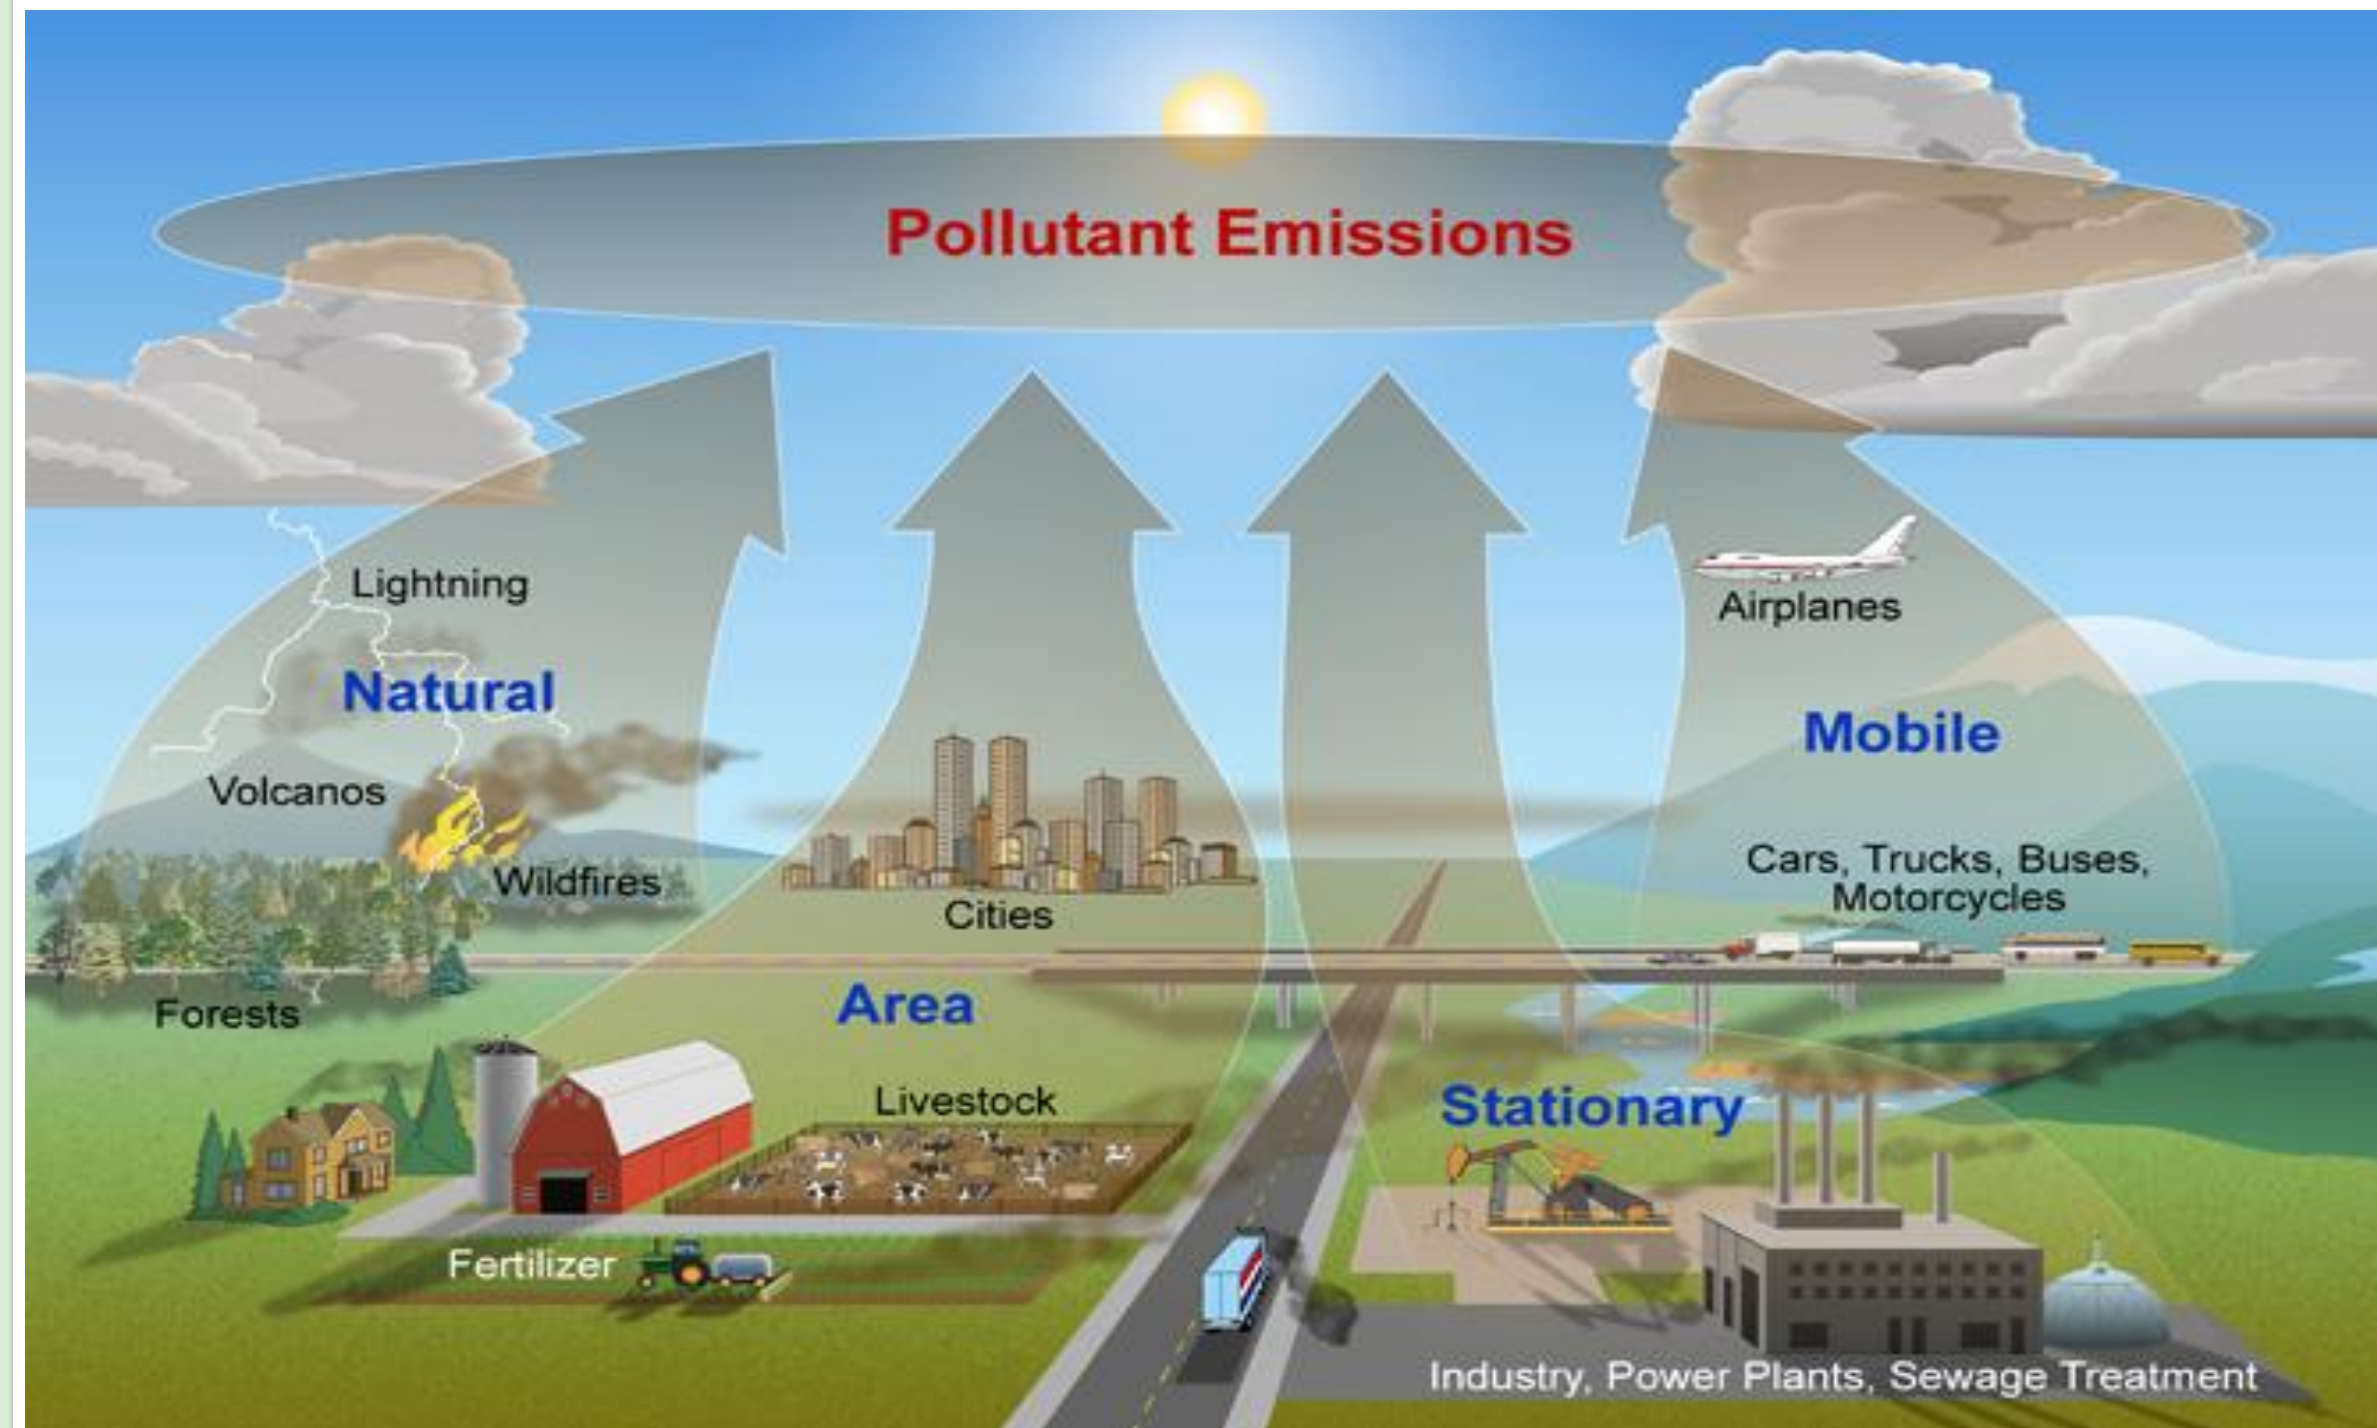 Pollutant Emissions
Lightning
Natural
Volcanos
Wildfires
Forests
Cities
Area
Livestock
Fertilizer
Airplanes
Mobile
Cars, Trucks, Buses,
Motorcycles
Stationary
Industry, Power Plants, Sewage Treatment